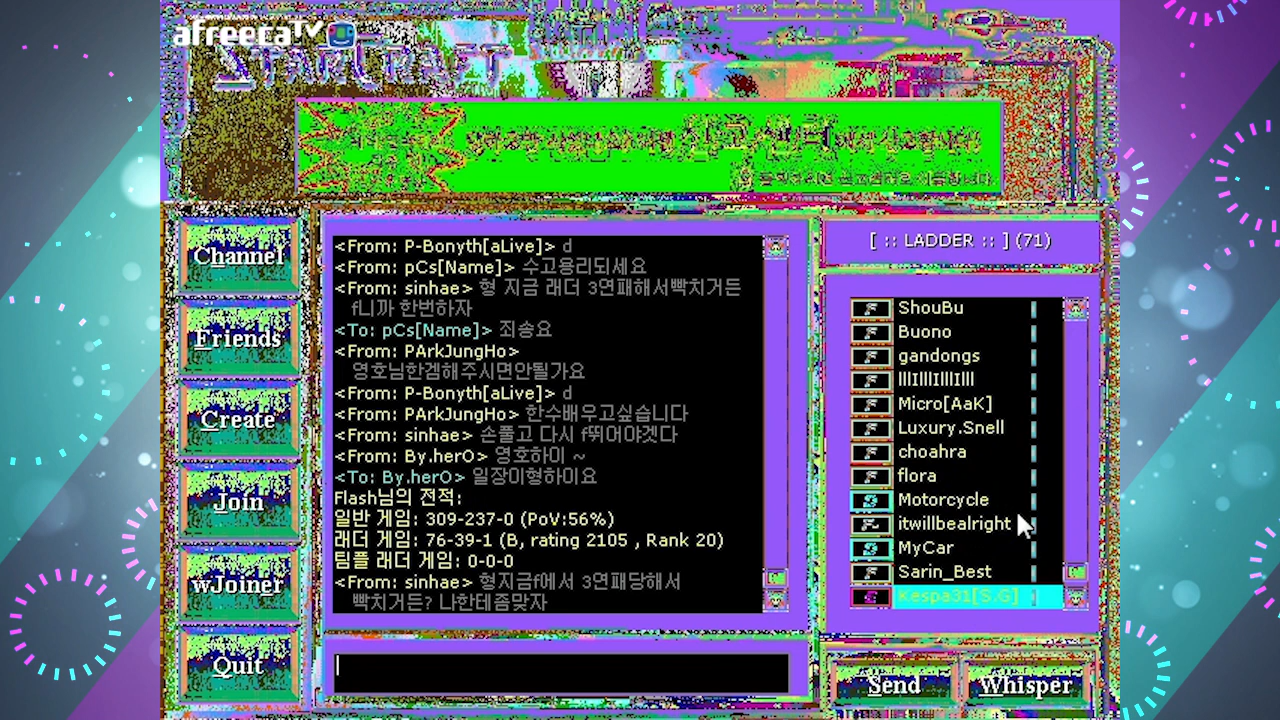 afreecaTV
STARCRAFT
[ :: LADDER :: ] (71)
Channel
Friends
Create
Join
wJoiner
Quit
<From: P-Bonyth[aLive]> d
<From: pCs[Name]> 수고용리되세요
<From: sinhae> 형 지금 래더 3연패해서빡치거든
f니까 한번하자
<To: pCs[Name]> 죄송요
<From: PArkJungHo>
영호님한겜해주시면안될가요
<From: P-Bonyth[aLive]> d
<From: PArkJungHo> 한수배우고싶습니다
<From: sinhae> 손풀고 다시 f뛰어야겟다
<From: By.herO> 영호하이 ~
<To: By.herO> 일장이형하이요
Flash님의 전적:
일반 게임: 309-237-0 (PoV:56%)
래더 게임: 76-39-1 (B, rating 2105 , Rank 20)
팀플 래더 게임: 0-0-0
<From: sinhae> 형지금f에서 3연패당해서
빡치거든? 나한테좀맞자
ShouBu
Buono
gandongs
lllIlllIllIlll
Micro[AaK]
Luxury.Snell
choahra
flora
Motorcycle
itwillbealright
MyCar
Sarin_Best
Kespa31[S.G]
Send
Whisper